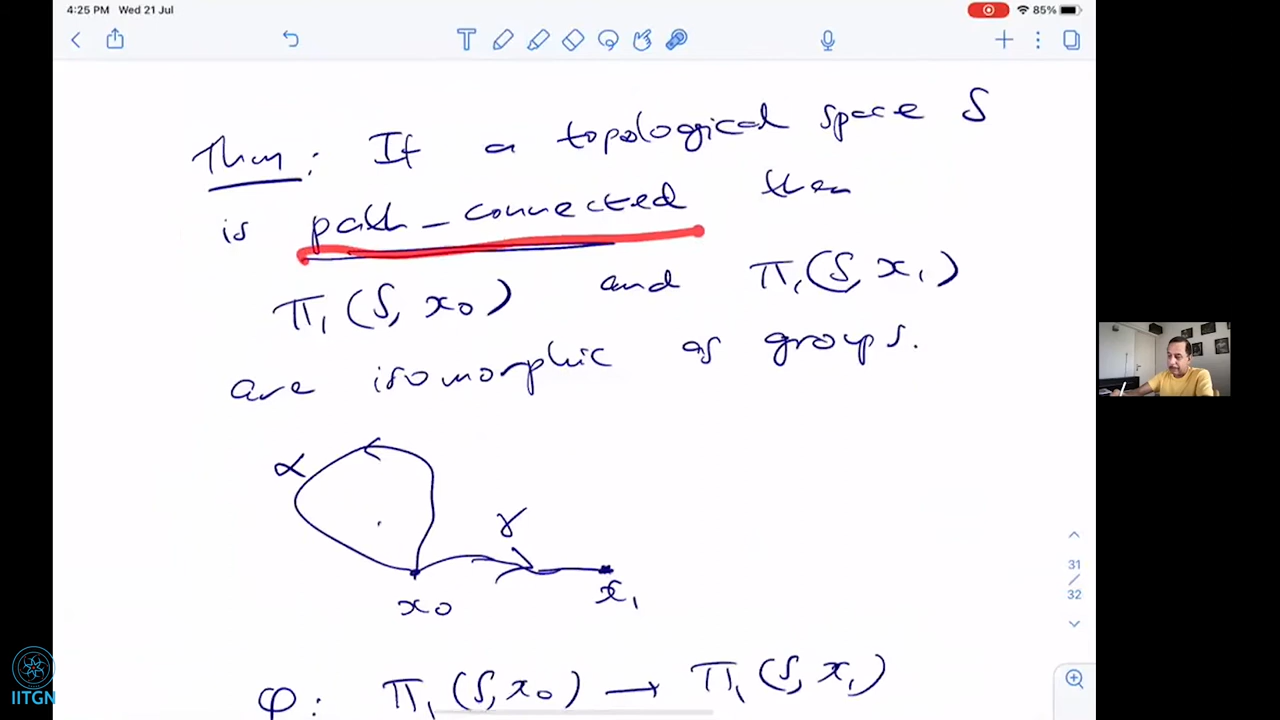 4:25 PM Wed 21 Jul
85%
Thm: If a topological space S
is path-connected then
π₁(S, x₀) and π₁(S, x₁)
are isomorphic as groups.
α
γ
x₀
x₁
31
/
32
φ: π₁(S, x₀) → π₁(S, x₁)
IITGN